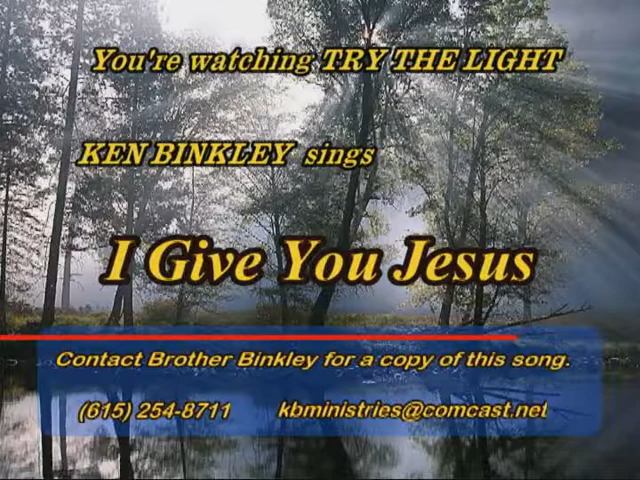 You're watching TRY THE LIGHT
KEN BINKLEY sings
I Give You Jesus
Contact Brother Binkley for a copy of this song.
(615) 254-8711 kbministries@comcast.net